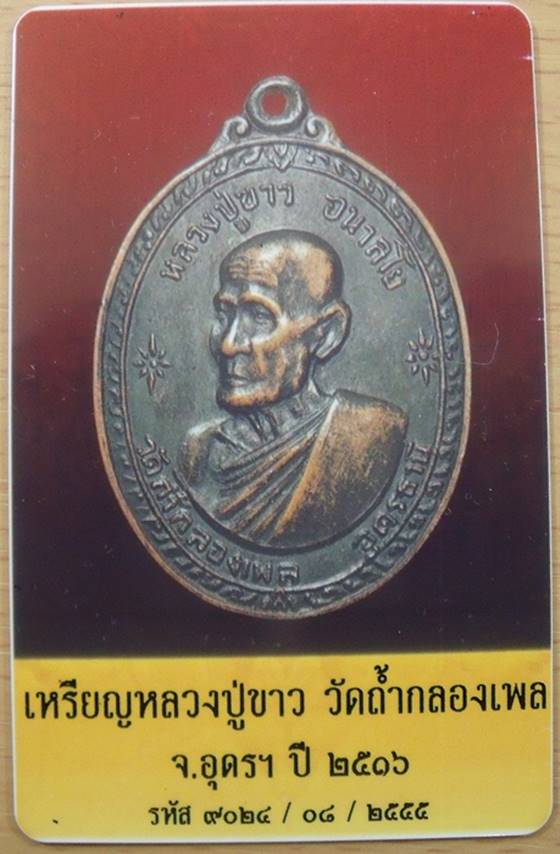 หลวงปู่ขาว อนาลโย
วัดถ้ำกลองเพล อุดรธานี
เหรียญหลวงปู่ขาว วัดถ้ำกลองเพล
จ.อุดรฯ ปี ๒๕๑๖
รหัส ๙๐๒๔ / ๐๘ / ๒๕๕๕